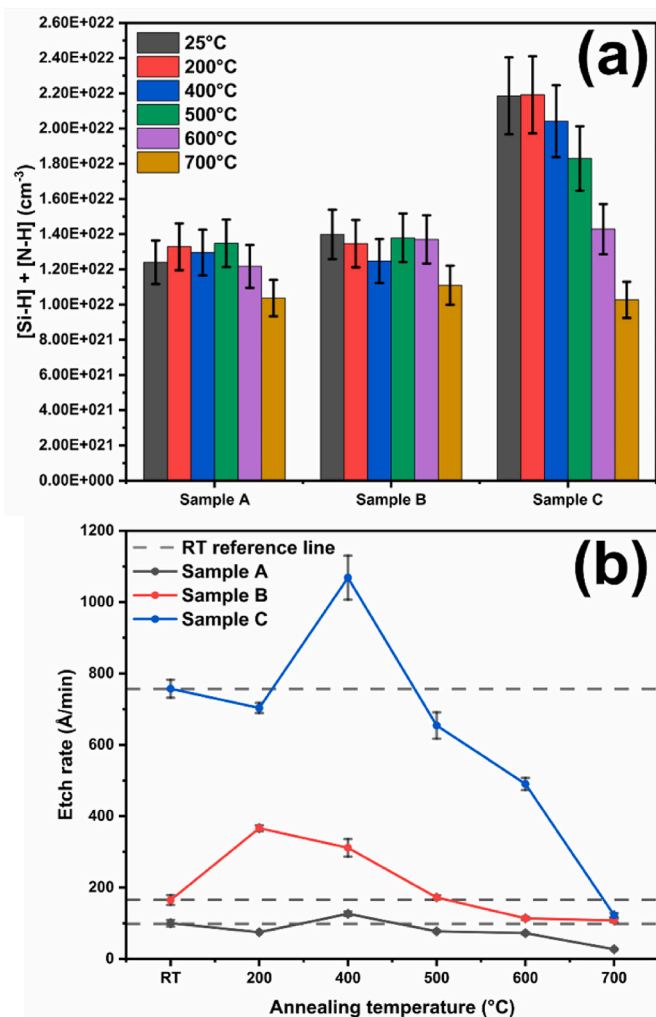 (a)
25°C
200°C
400°C
500°C
600°C
700°C
[Si-H] + [N-H] (cm⁻³)
2.60E+022
2.40E+022
2.20E+022
2.00E+022
1.80E+022
1.60E+022
1.40E+022
1.20E+022
1.00E+022
8.00E+021
6.00E+021
4.00E+021
2.00E+021
0.00E+000
Sample A Sample B Sample C
(b)
RT reference line
Sample A
Sample B
Sample C
Etch rate (Å/min)
1200
1000
800
600
400
200
0
RT 200 400 500 600 700
Annealing temperature (°C)